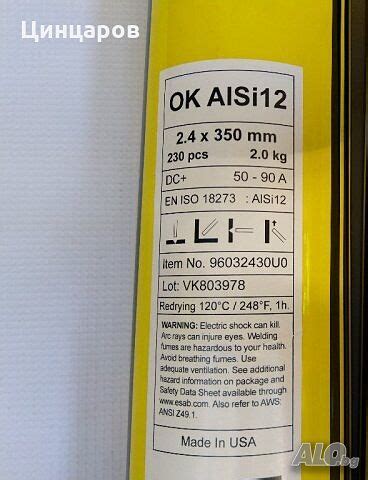 Цинцаров
OK AlSi12
2.4 x 350 mm
230 pcs 2.0 kg
DC+ 50 - 90 A
EN ISO 18273 : AlSi12
Item No. 96032430U0
Lot: VK803978
Redrying 120°C / 248°F, 1h.
WARNING: Electric shock can kill.
Arc rays can injure eyes. Welding
fumes are hazardous to your health.
Avoid breathing fumes. Use
adequate ventilation. See additional
hazard information on package and
Safety Data Sheet available through
www.esab.com. Also refer to AWS:
ANSI Z49.1.
Made In USA
ALO.bg